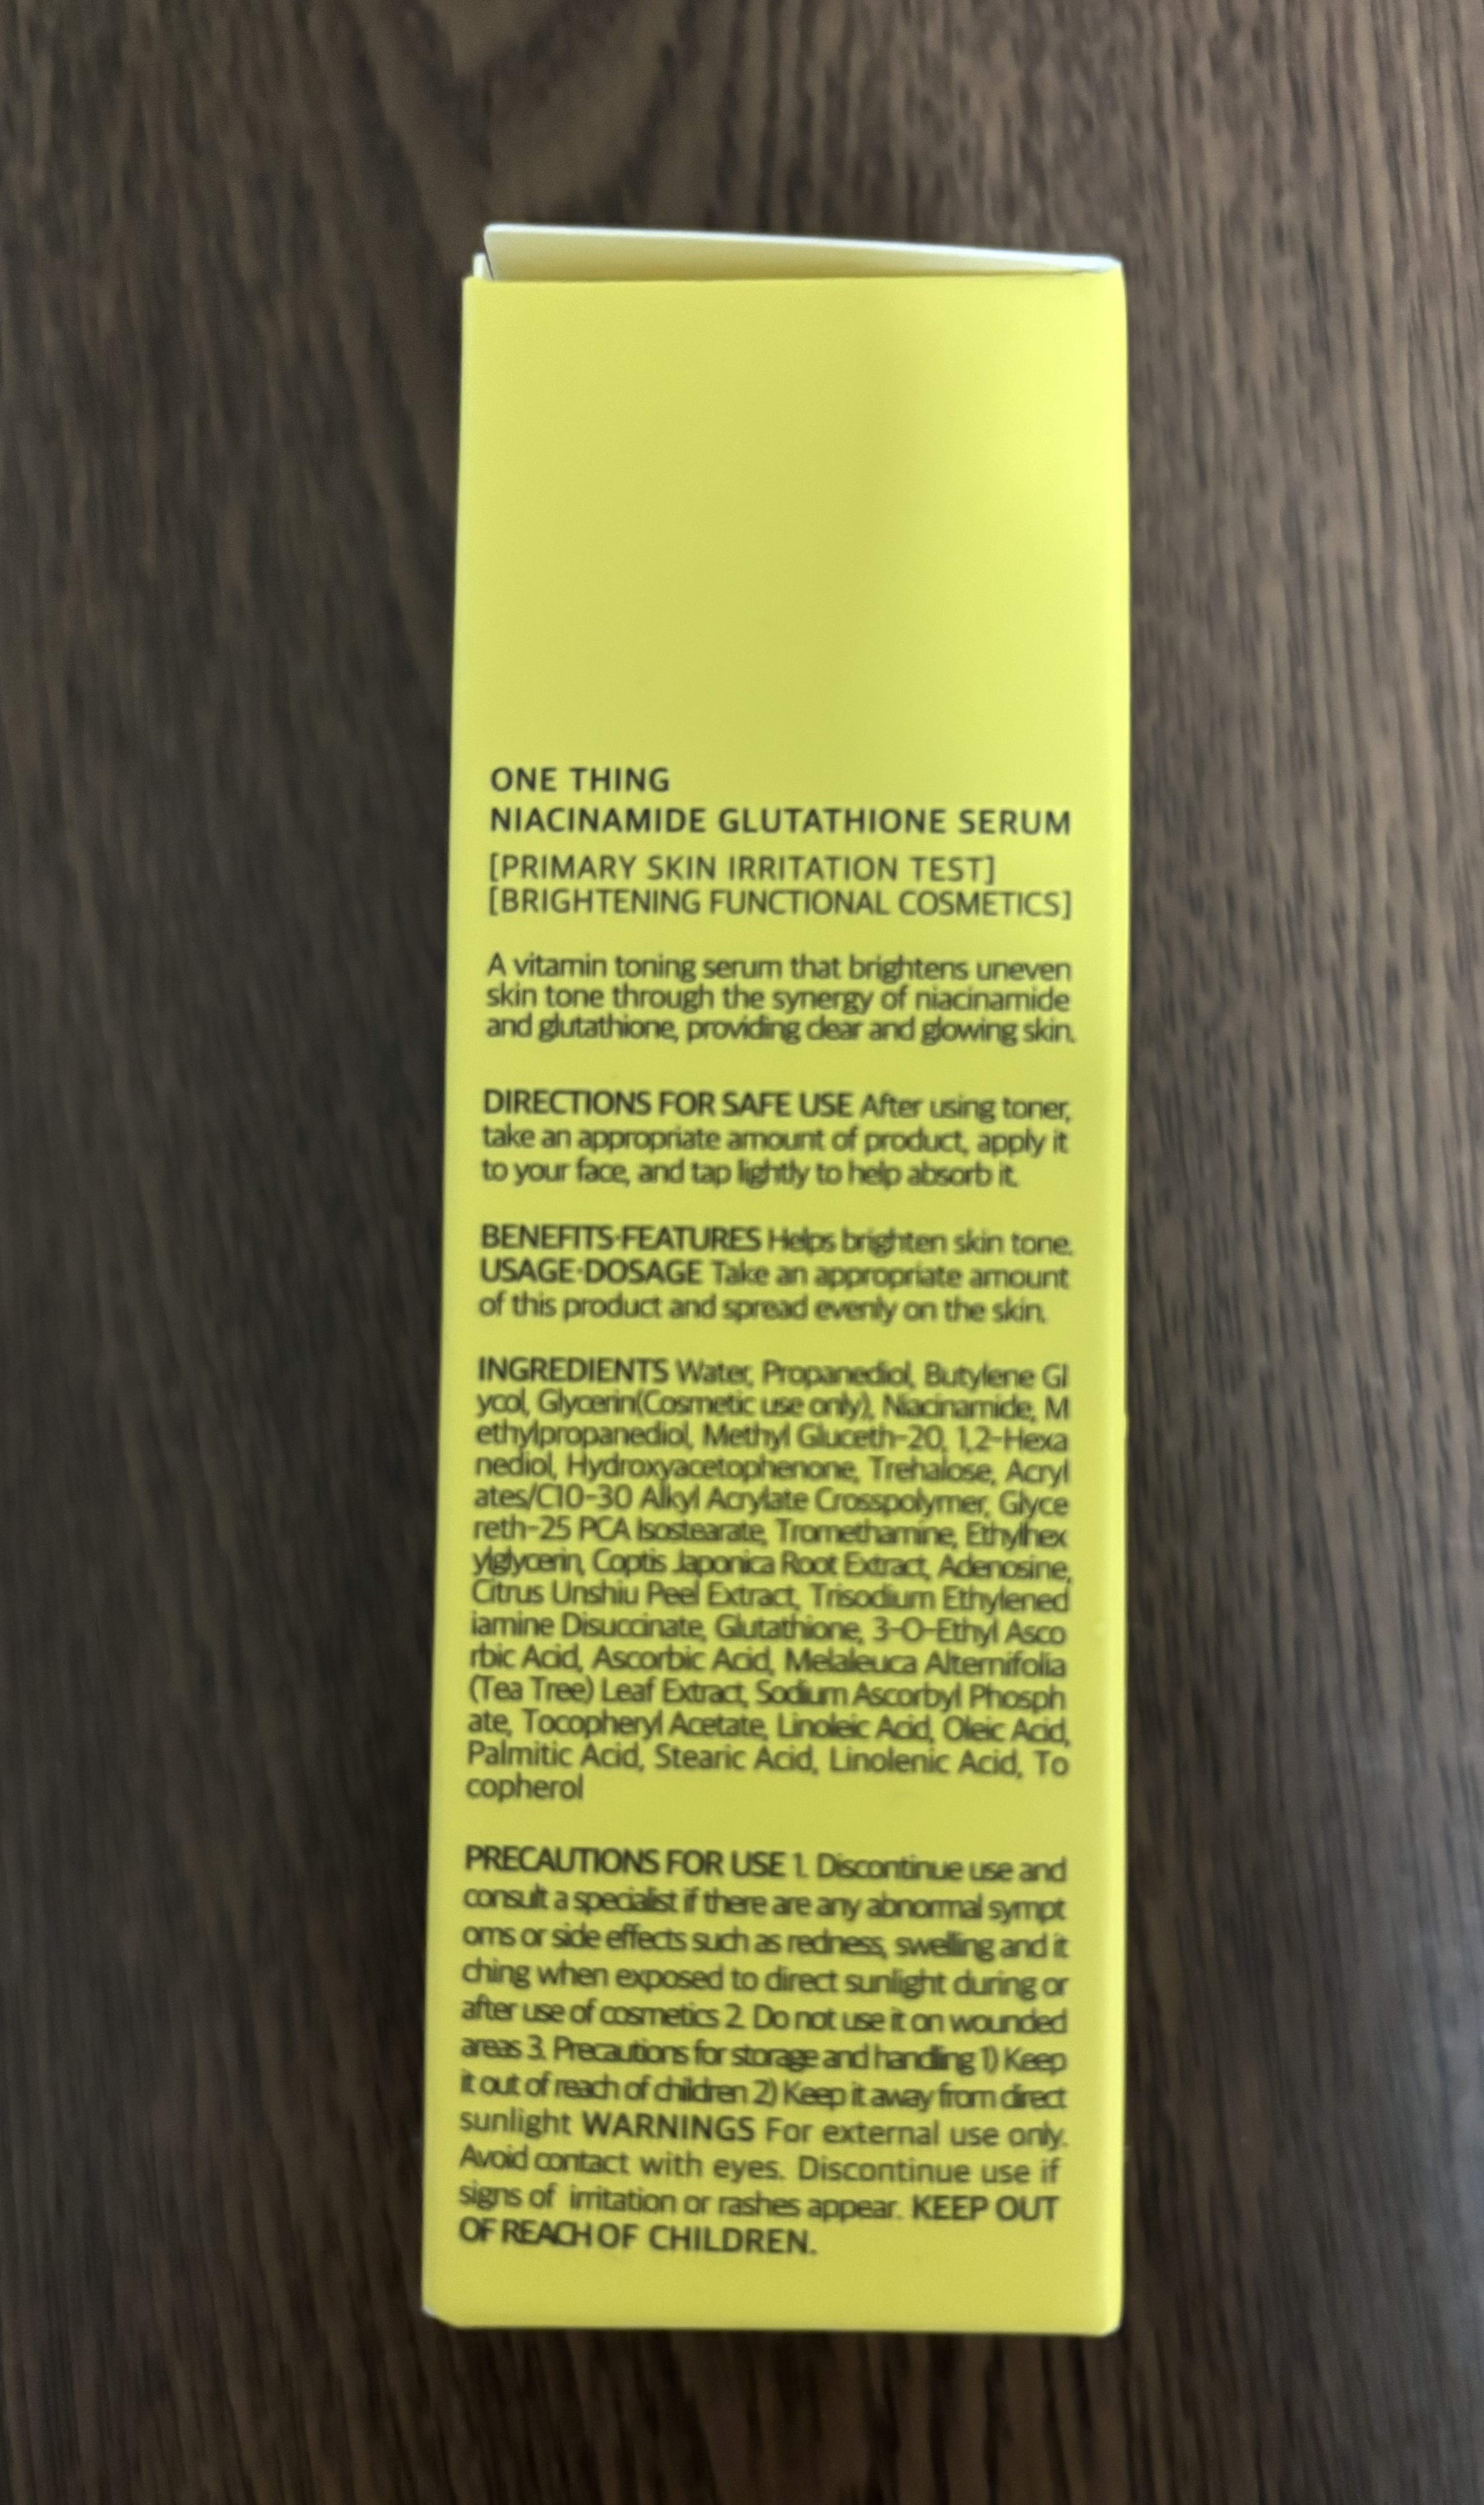 ONE THING
NIACINAMIDE GLUTATHIONE SERUM
[PRIMARY SKIN IRRITATION TEST]
[BRIGHTENING FUNCTIONAL COSMETICS]
A vitamin toning serum that brightens uneven
skin tone through the synergy of niacinamide
and glutathione, providing clear and glowing skin.
DIRECTIONS FOR SAFE USE After using toner,
take an appropriate amount of product, apply it
to your face, and tap lightly to help absorb it.
BENEFITS·FEATURES Helps brighten skin tone.
USAGE·DOSAGE Take an appropriate amount
of this product and spread evenly on the skin.
INGREDIENTS Water, Propanediol, Butylene Gl
ycol, Glycerin(Cosmetic use only), Niacinamide, M
ethylpropanediol, Methyl Gluceth-20, 1,2-Hexa
nediol, Hydroxyacetophenone, Trehalose, Acryl
ates/C10-30 Alkyl Acrylate Crosspolymer, Glyce
reth-25 PCA Isostearate, Tromethamine, Ethylhex
ylglycerin, Coptis Japonica Root Extract, Adenosine,
Citrus Unshiu Peel Extract, Trisodium Ethylened
iamine Disuccinate, Glutathione, 3-O-Ethyl Asco
rbic Acid, Ascorbic Acid, Melaleuca Alternifolia
(Tea Tree) Leaf Extract, Sodium Ascorbyl Phosph
ate, Tocopheryl Acetate, Linoleic Acid, Oleic Acid,
Palmitic Acid, Stearic Acid, Linolenic Acid, To
copherol
PRECAUTIONS FOR USE 1. Discontinue use and
consult a specialist if there are any abnormal sympt
oms or side effects such as redness, swelling and it
ching when exposed to direct sunlight during or
after use of cosmetics 2. Do not use it on wounded
areas 3. Precautions for storage and handling 1) Keep
it out of reach of children 2) Keep it away from direct
sunlight WARNINGS For external use only.
Avoid contact with eyes. Discontinue use if
signs of irritation or rashes appear. KEEP OUT
OF REACH OF CHILDREN.